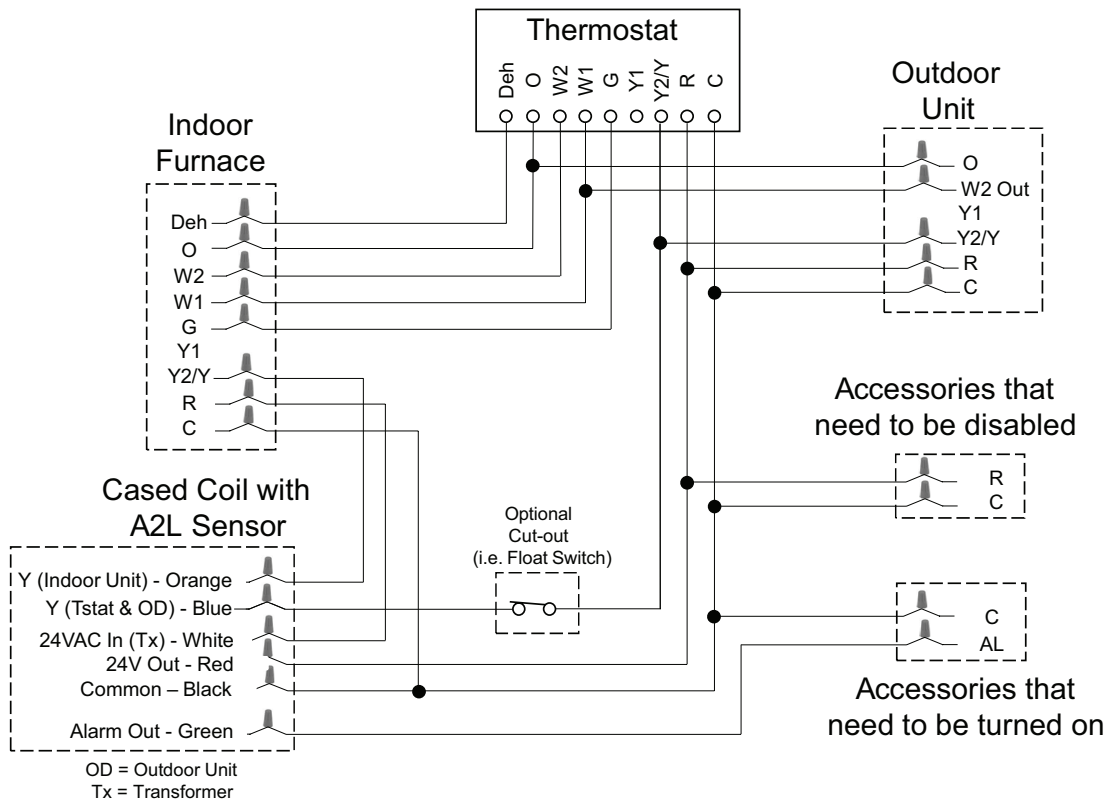 Thermostat
Deh O W2 W1 G Y1 Y2/Y R C
Indoor
Furnace
Deh
O
W2
W1
G
Y1
Y2/Y
R
C
Outdoor
Unit
O
W2 Out
Y1
Y2/Y
R
C
Accessories that
need to be disabled
R
C
Cased Coil with
A2L Sensor
Y (Indoor Unit) - Orange
Y (Tstat & OD) - Blue
24VAC In (Tx) - White
24V Out - Red
Common – Black
Alarm Out - Green
OD = Outdoor Unit
Tx = Transformer
Optional
Cut-out
(i.e. Float Switch)
C
AL
Accessories that
need to be turned on